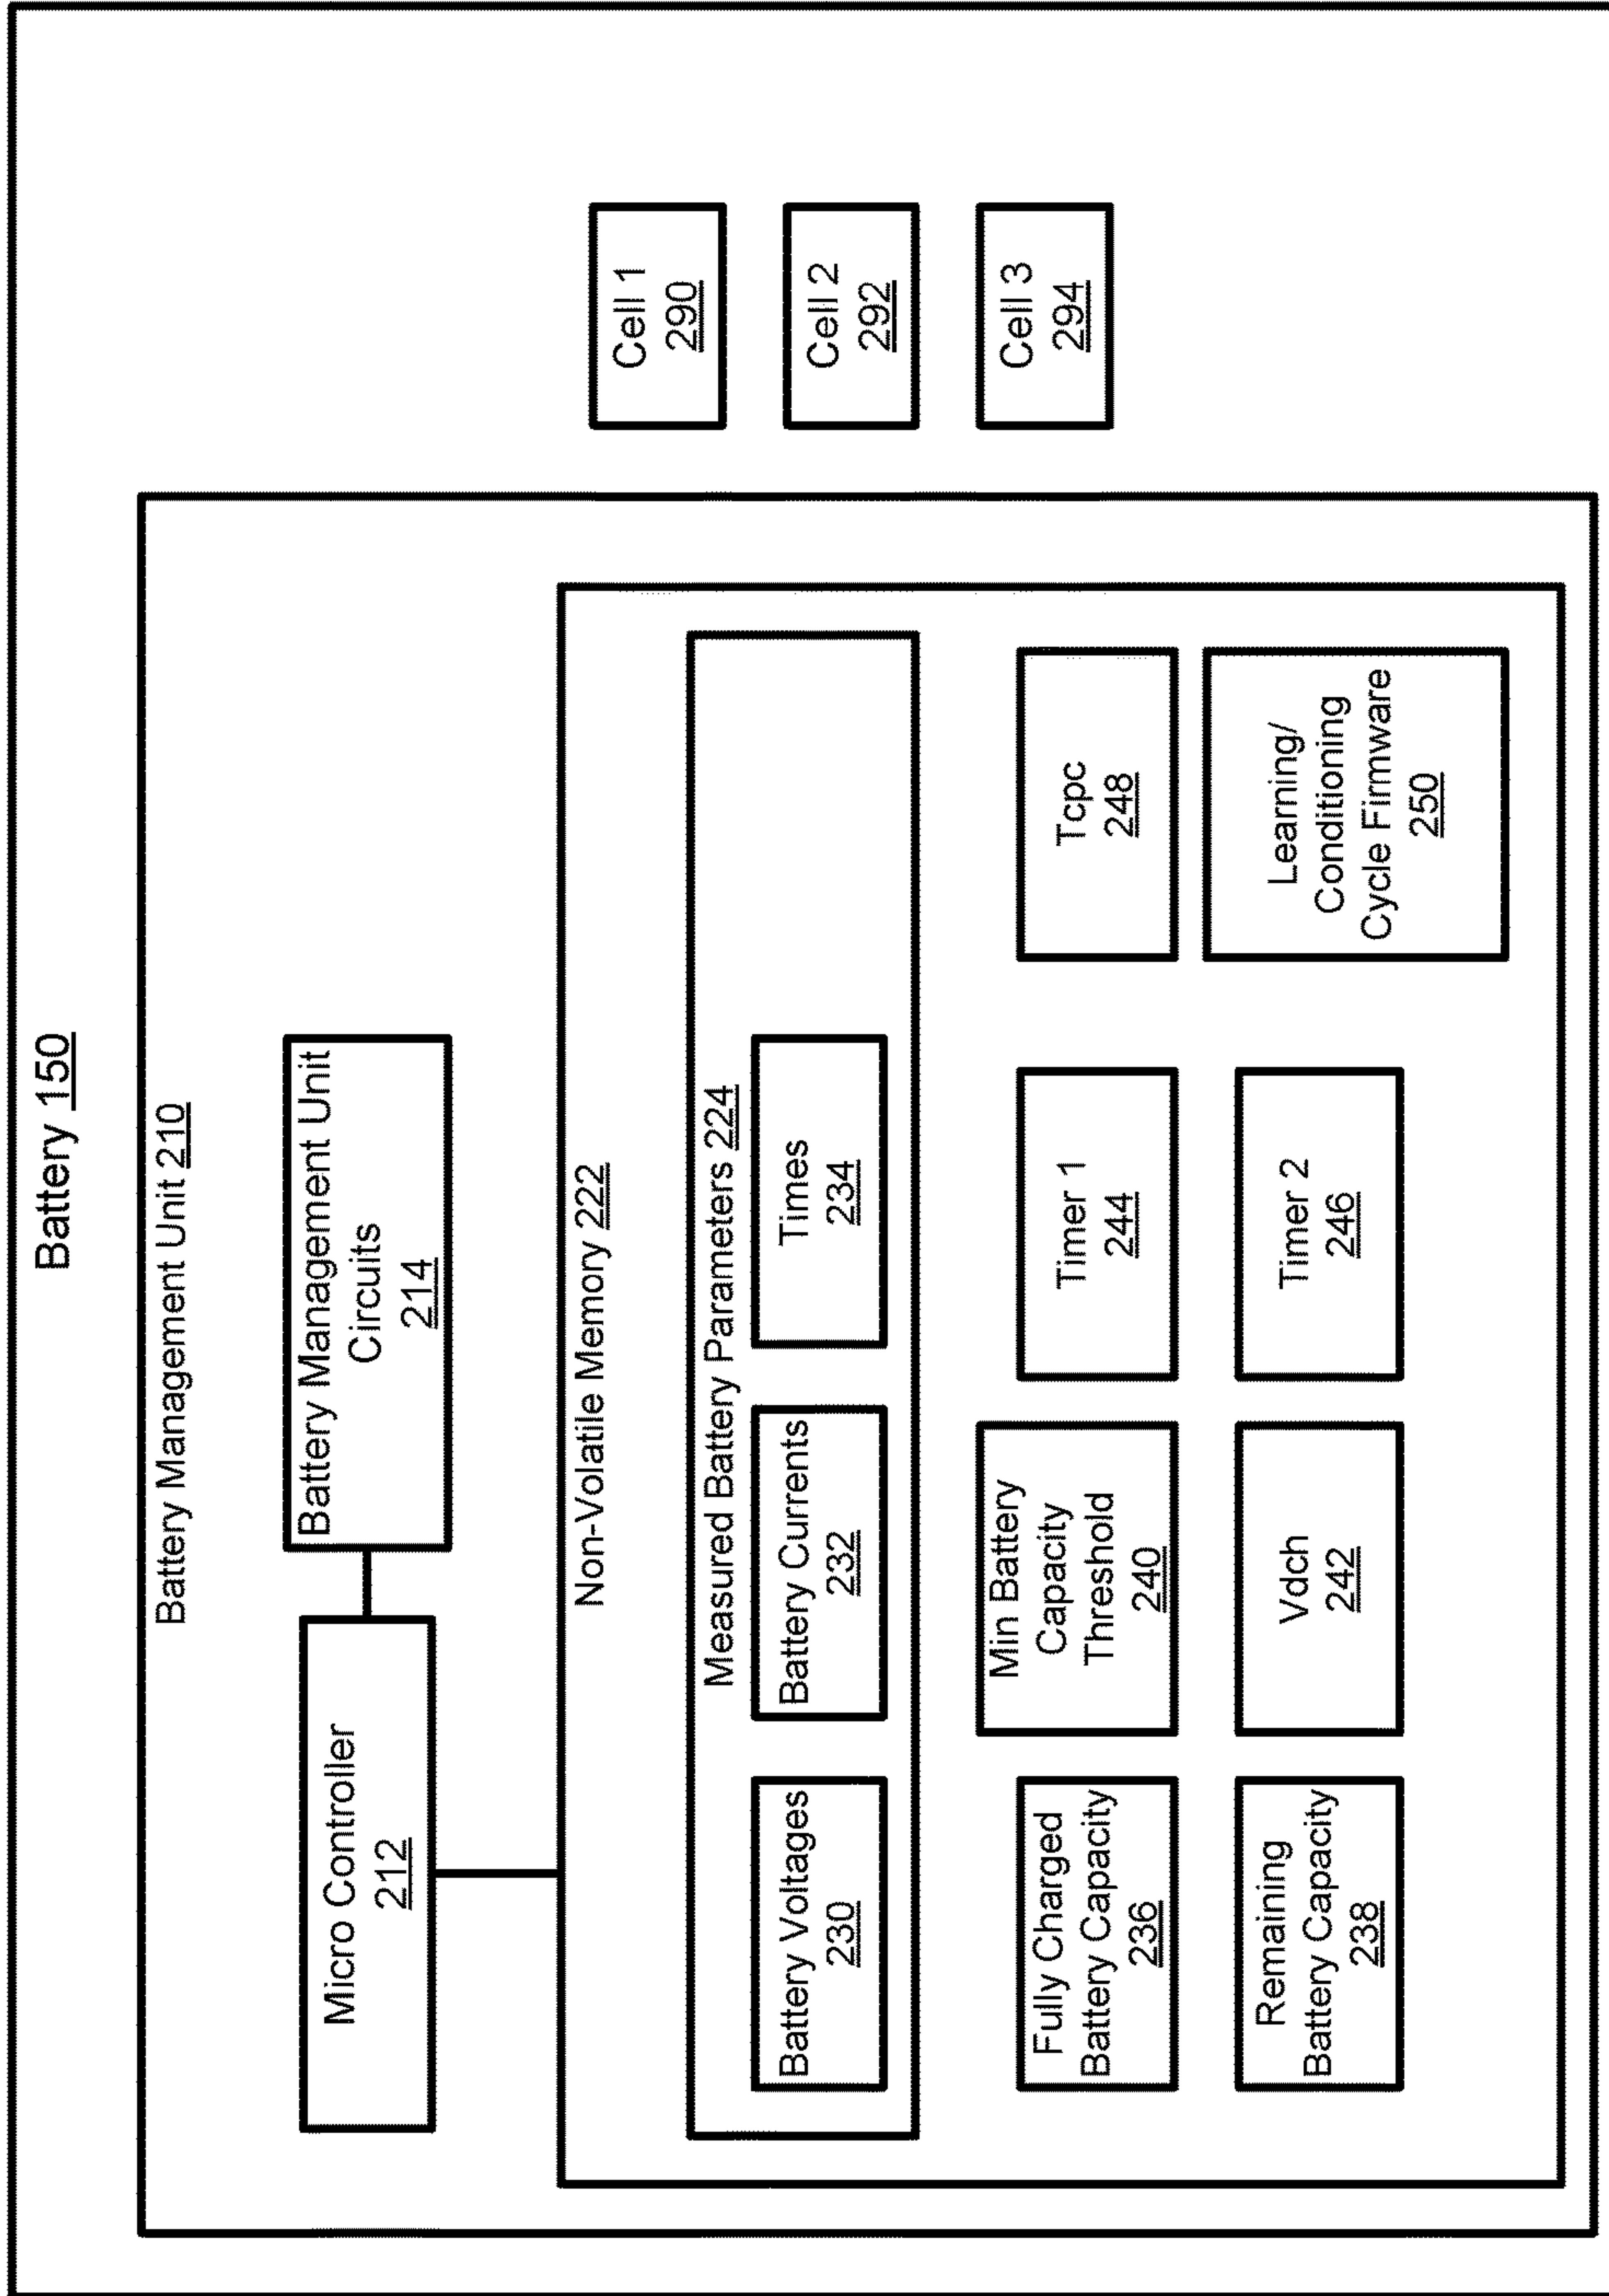 Battery 150
Battery Management Unit 210
Micro Controller
212
Battery Management Unit
Circuits
214
Non-Volatile Memory 222
Measured Battery Parameters 224
Battery Voltages
230
Battery Currents
232
Times
234
Fully Charged
Battery Capacity
236
Min Battery
Capacity
Threshold
240
Timer 1
244
Tcpc
248
Remaining
Battery Capacity
238
Vdch
242
Timer 2
246
Learning/
Conditioning
Cycle Firmware
250
Cell 1
290
Cell 2
292
Cell 3
294